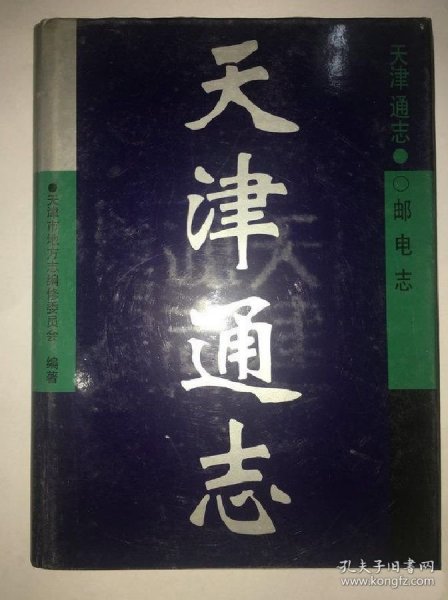 天津通志
天津通志●
○邮电志
●天津市地方志编修委员会 编著
孔夫子旧书网
www.kongfz.com